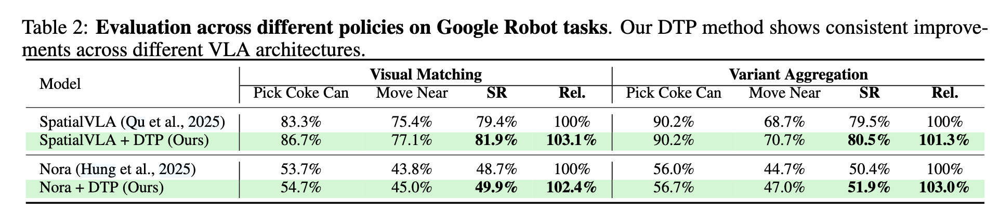 Table 2: Evaluation across different policies on Google Robot tasks. Our DTP method shows consistent improve-
ments across different VLA architectures.
Model Visual Matching Variant Aggregation
Pick Coke Can Move Near SR Rel. Pick Coke Can Move Near SR Rel.
SpatialVLA (Qu et al., 2025) 83.3% 75.4% 79.4% 100% 90.2% 68.7% 79.5% 100%
SpatialVLA + DTP (Ours) 86.7% 77.1% 81.9% 103.1% 90.2% 70.7% 80.5% 101.3%
Nora (Hung et al., 2025) 53.7% 43.8% 48.7% 100% 56.0% 44.7% 50.4% 100%
Nora + DTP (Ours) 54.7% 45.0% 49.9% 102.4% 56.7% 47.0% 51.9% 103.0%